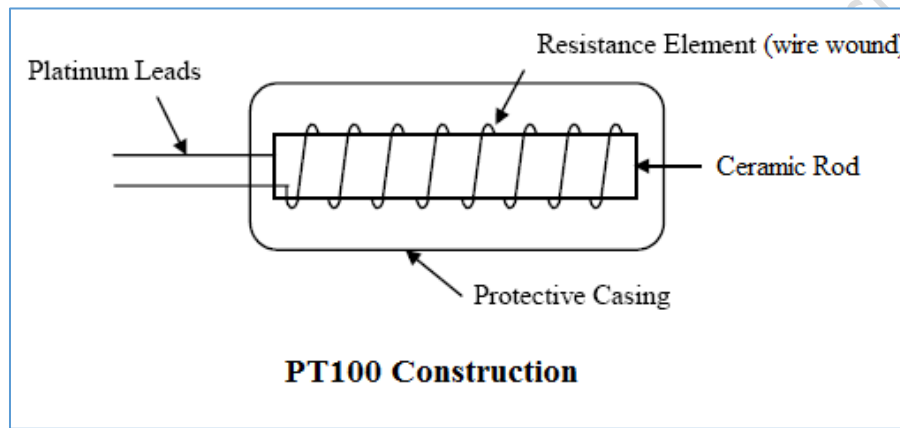 Resistance Element (wire wound)
Platinum Leads
Ceramic Rod
Protective Casing
PT100 Construction